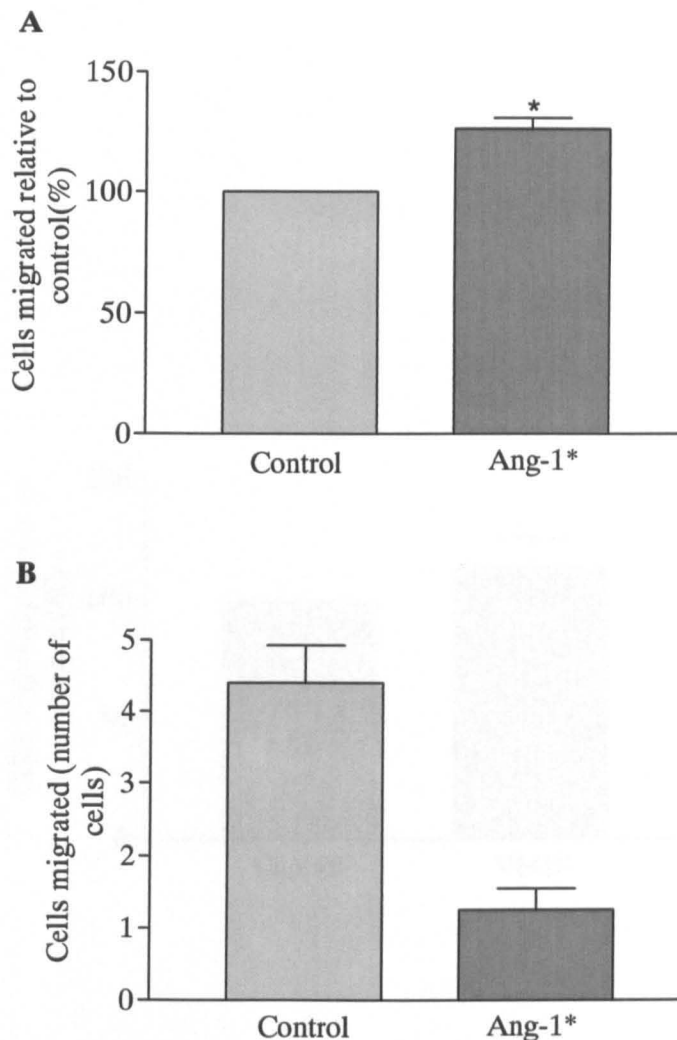 A
Cells migrated relative to
control(%)
150
100
50
0
*
Control
Ang-1*
B
Cells migrated (number of
cells)
5
4
3
2
1
0
Control
Ang-1*